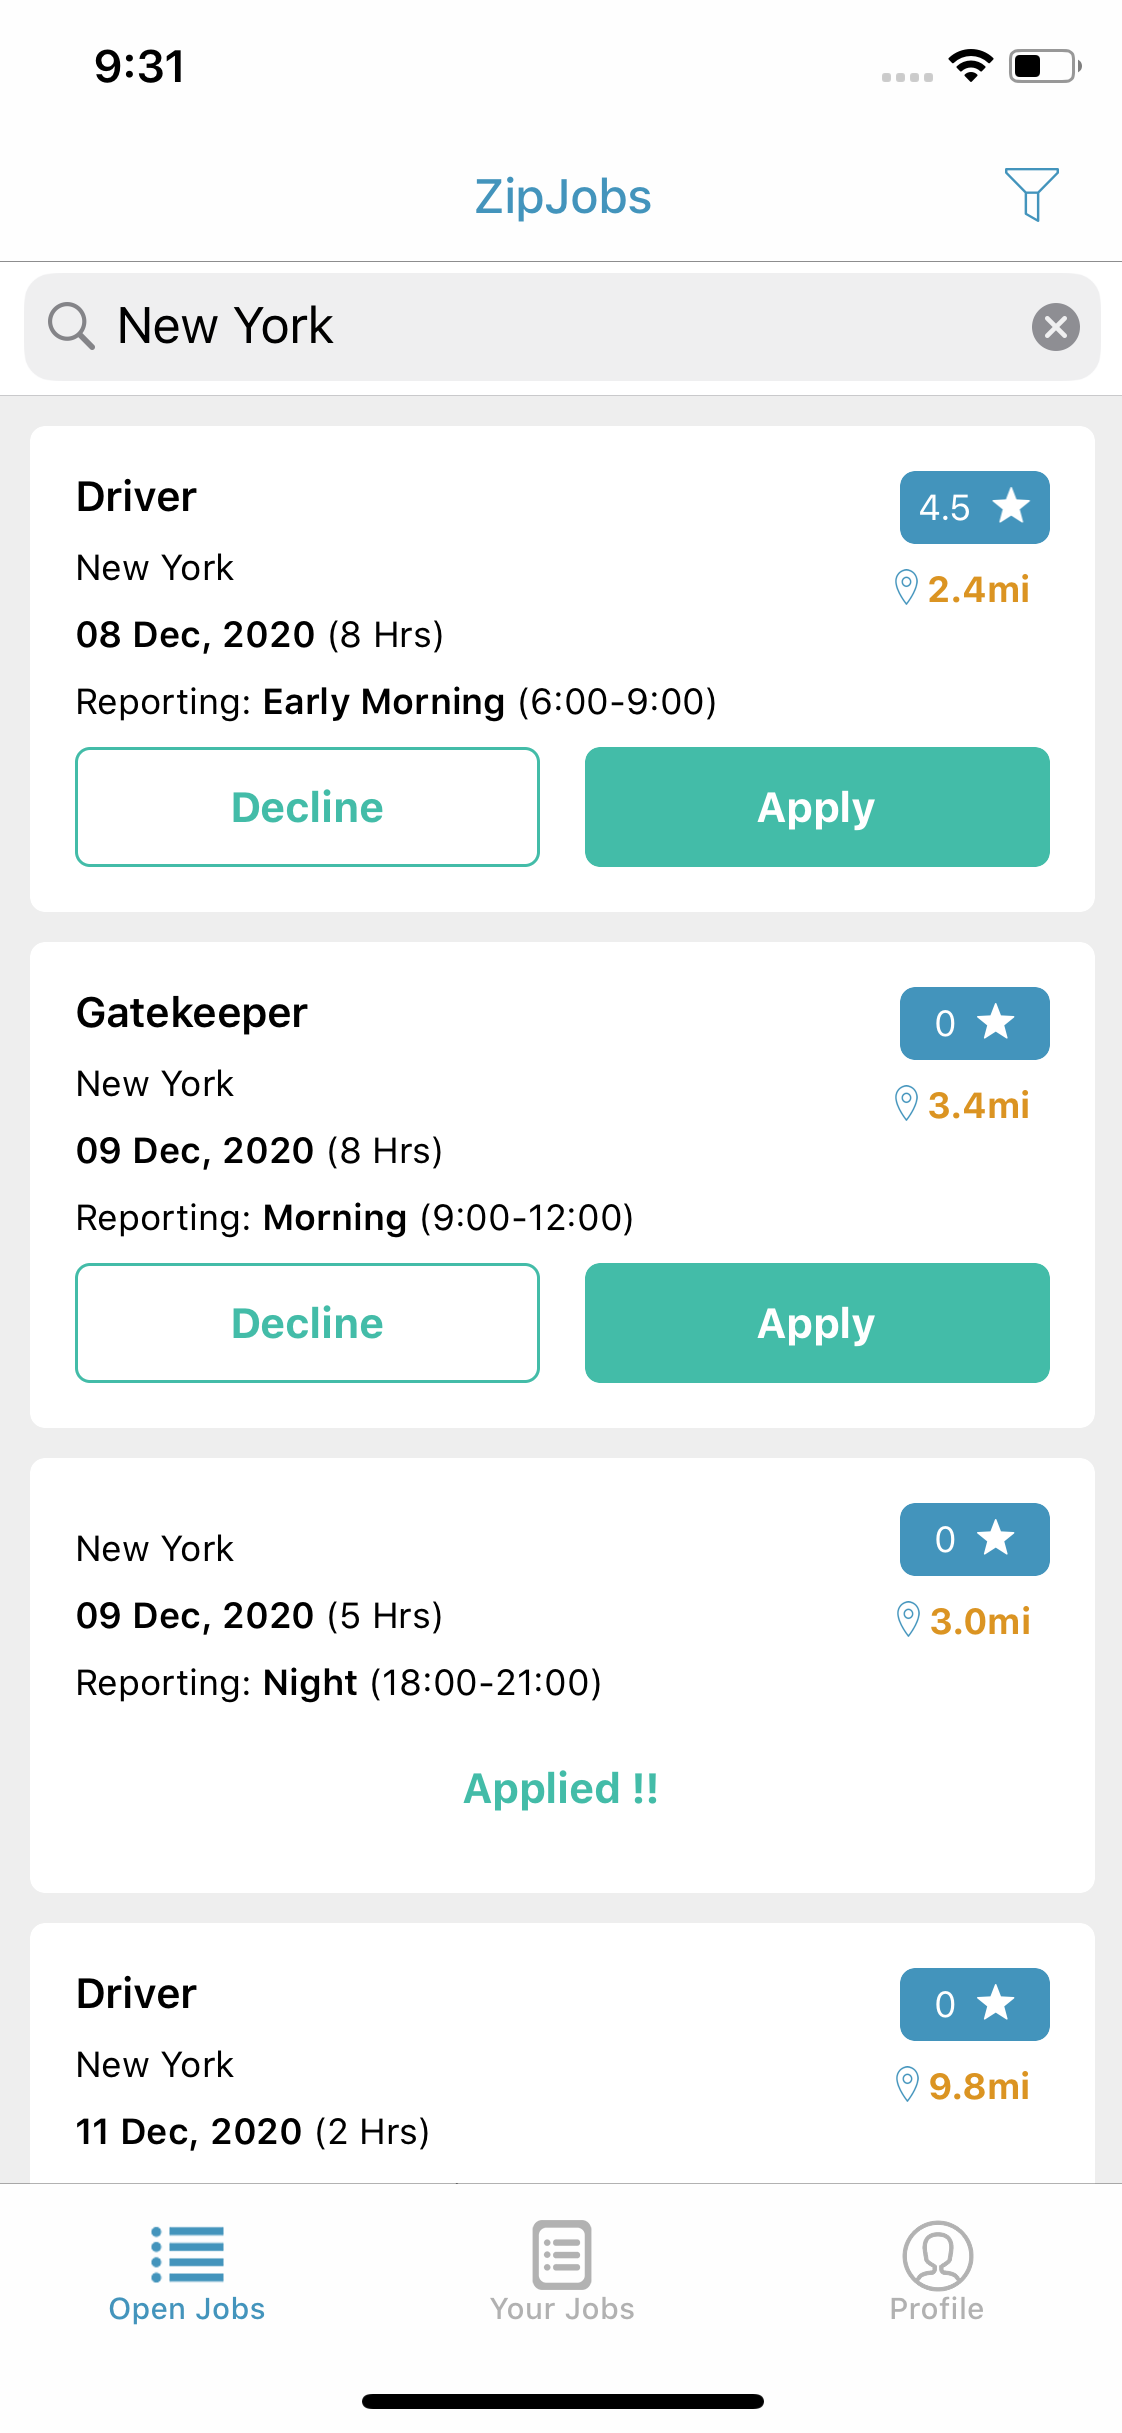 9:31
ZipJobs
New York
Driver
4.5
New York
2.4mi
08 Dec, 2020 (8 Hrs)
Reporting: Early Morning (6:00-9:00)
Decline
Apply
Gatekeeper
0
New York
3.4mi
09 Dec, 2020 (8 Hrs)
Reporting: Morning (9:00-12:00)
Decline
Apply
0
New York
09 Dec, 2020 (5 Hrs)
3.0mi
Reporting: Night (18:00-21:00)
Applied !!
Driver
0
New York
9.8mi
11 Dec, 2020 (2 Hrs)
Open Jobs
Your Jobs
Profile